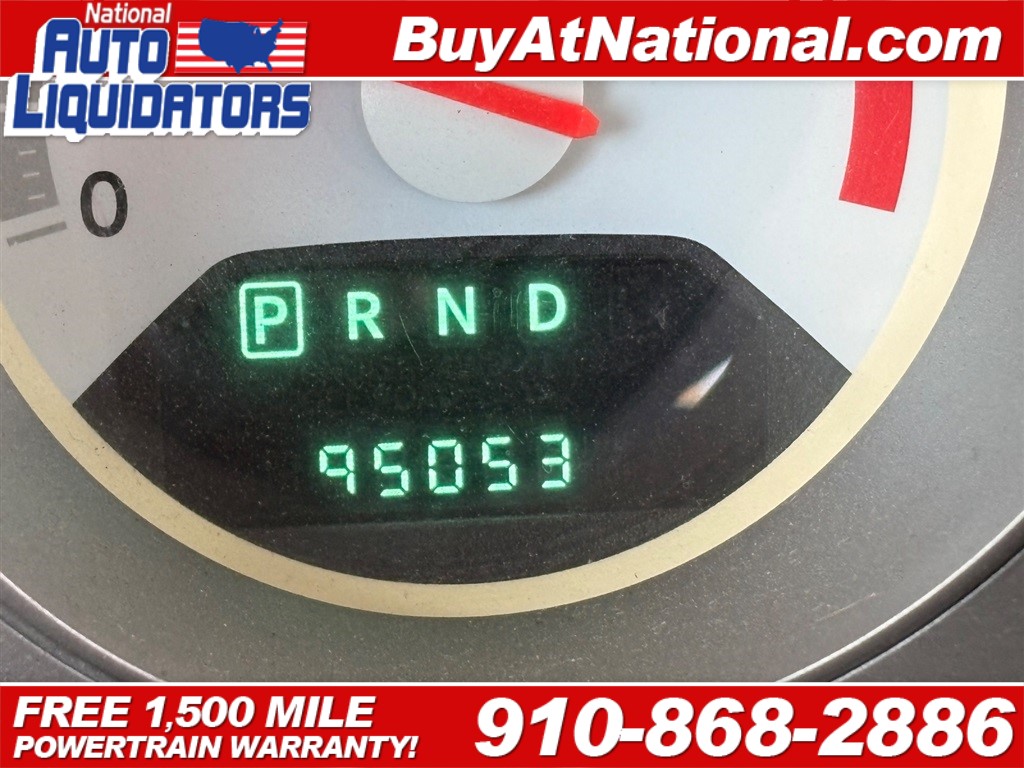 National
AUTO
LIQUIDATORS
BuyAtNational.com
0
P R N D
95053
FREE 1,500 MILE
POWERTRAIN WARRANTY!
910-868-2886